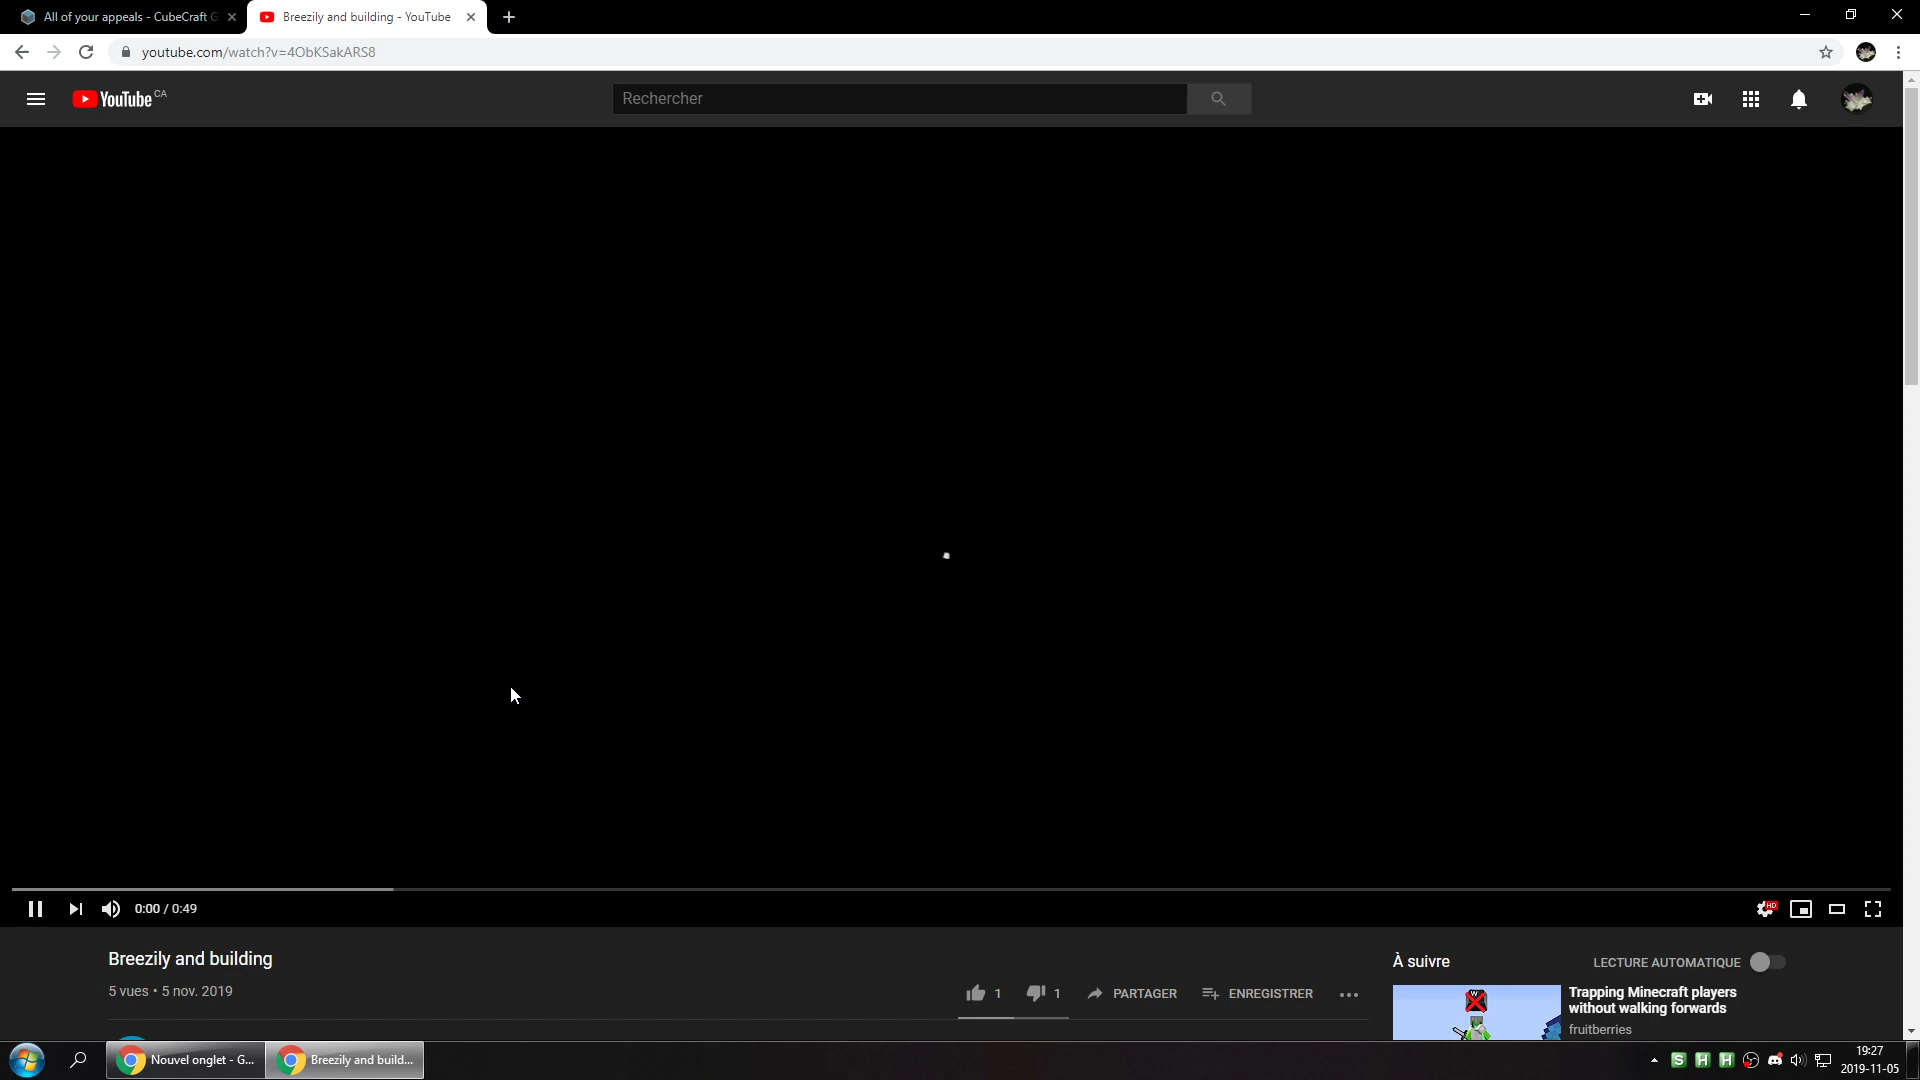 All of your appeals - CubeCraft G
Breezily and building - YouTube
youtube.com/watch?v=4ObKSakARS8
YouTube CA
Rechercher
0:00 / 0:49
HD
Breezily and building
5 vues • 5 nov. 2019
1
1
PARTAGER
ENREGISTRER
À suivre
LECTURE AUTOMATIQUE
W
Trapping Minecraft players
without walking forwards
fruitberries
Nouvel onglet - G...
Breezily and build...
S
H
H
19:27
2019-11-05